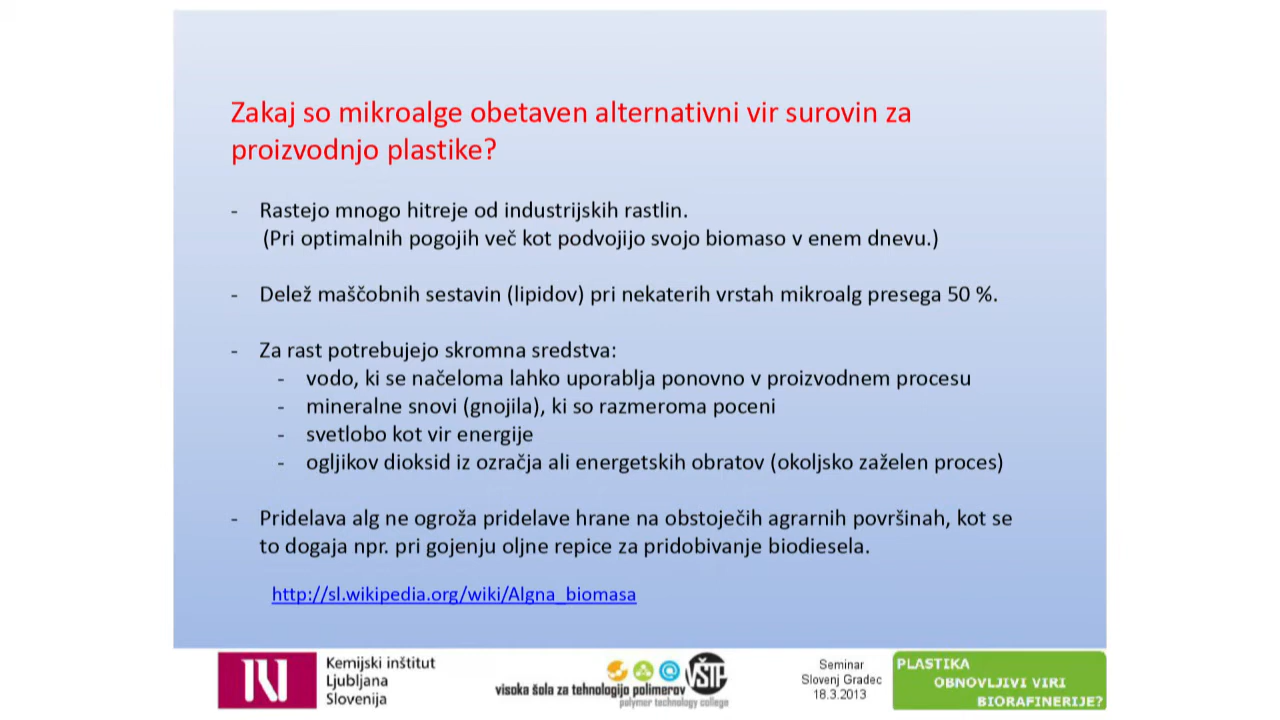 Zakaj so mikroalge obetaven alternativni vir surovin za
proizvodnjo plastike?
- Rastejo mnogo hitreje od industrijskih rastlin.
(Pri optimalnih pogojih več kot podvojijo svojo biomaso v enem dnevu.)
- Delež maščobnih sestavin (lipidov) pri nekaterih vrstah mikroalg presega 50 %.
- Za rast potrebujejo skromna sredstva:
- vodo, ki se načeloma lahko uporablja ponovno v proizvodnem procesu
- mineralne snovi (gnojila), ki so razmeroma poceni
- svetlobo kot vir energije
- ogljikov dioksid iz ozračja ali energetskih obratov (okoljsko zaželen proces)
- Pridelava alg ne ogroža pridelave hrane na obstoječih agrarnih površinah, kot se
to dogaja npr. pri gojenju oljne repice za pridobivanje biodiesela.
http://sl.wikipedia.org/wiki/Algna_biomasa
Kemijski inštitut
Ljubljana
Slovenija
VŠTP
visoka šola za tehnologijo polimerov
polymer technology college
Seminar
Slovenj Gradec
18.3.2013
PLASTIKA
OBNOVLJIVI VIRI
BIORAFINERIJE?